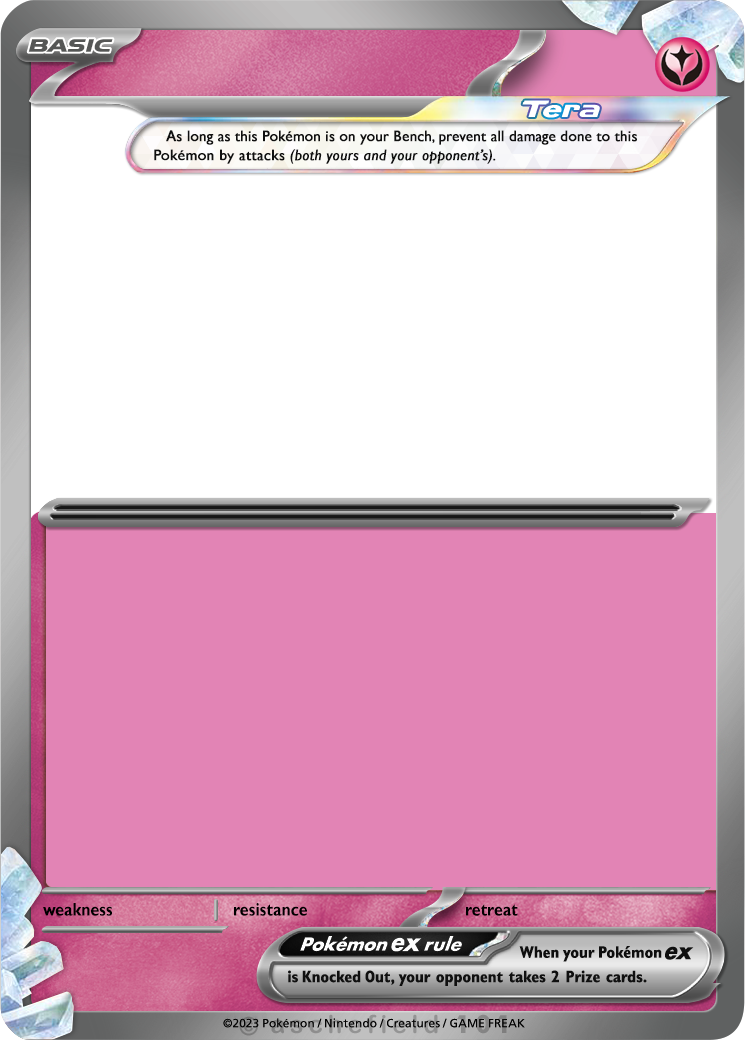 BASIC
Tera
As long as this Pokémon is on your Bench, prevent all damage done to this
Pokémon by attacks (both yours and your opponent's).
weakness
resistance
retreat
Pokémon ex rule
When your Pokémon ex
is Knocked Out, your opponent takes 2 Prize cards.
©2023 Pokémon / Nintendo / Creatures / GAME FREAK